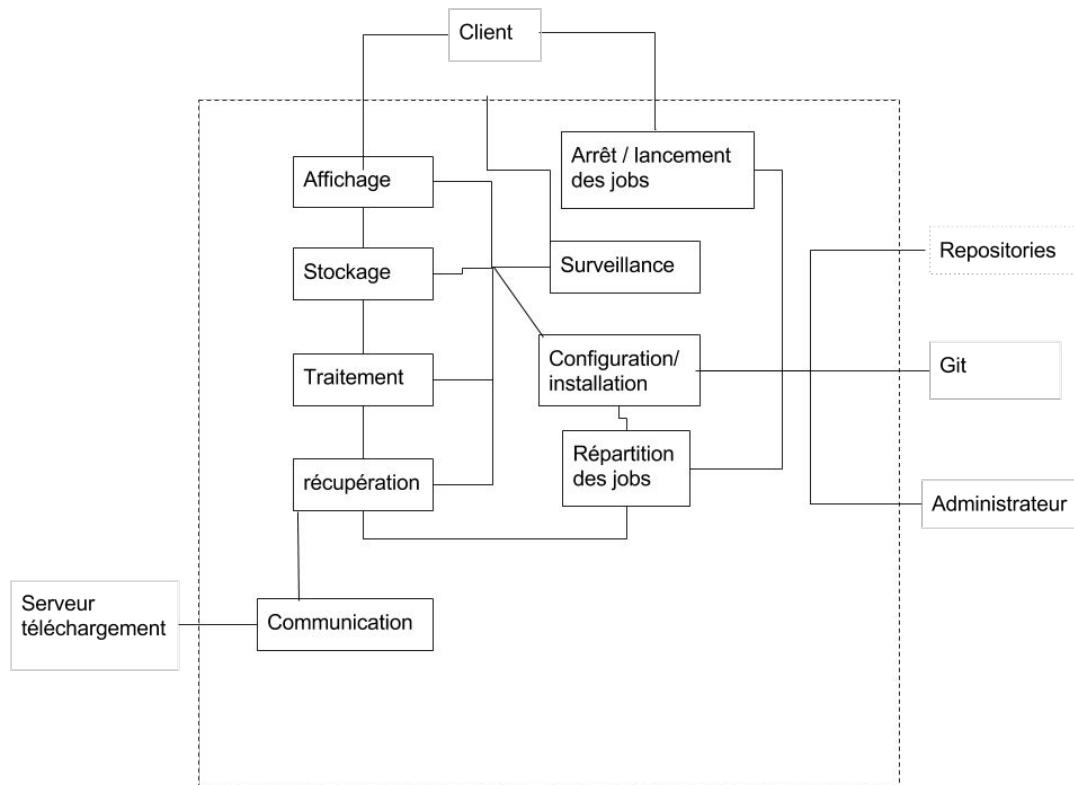 Client
Arrêt / lancement
des jobs
Affichage
Repositories
Stockage
Surveillance
Configuration/
installation
Git
Traitement
Répartition
des jobs
récupération
Administrateur
Serveur
téléchargement
Communication